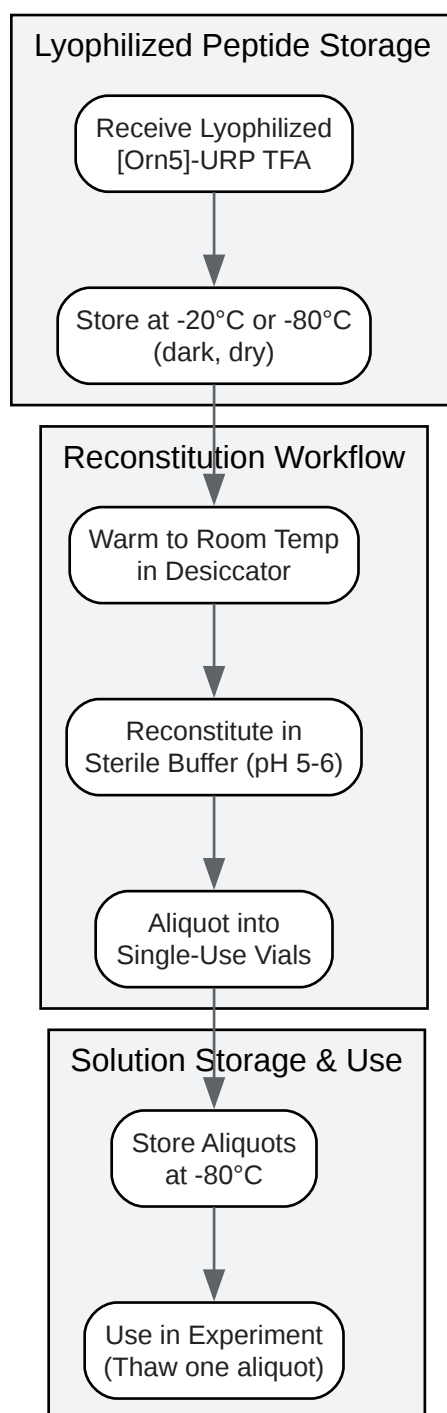 Lyophilized Peptide Storage
Receive Lyophilized
[Orn5]-URP TFA
Store at -20°C or -80°C
(dark, dry)
Reconstitution Workflow
Warm to Room Temp
in Desiccator
Reconstitute in
Sterile Buffer (pH 5-6)
Aliquot into
Single-Use Vials
Solution Storage & Use
Store Aliquots
at -80°C
Use in Experiment
(Thaw one aliquot)